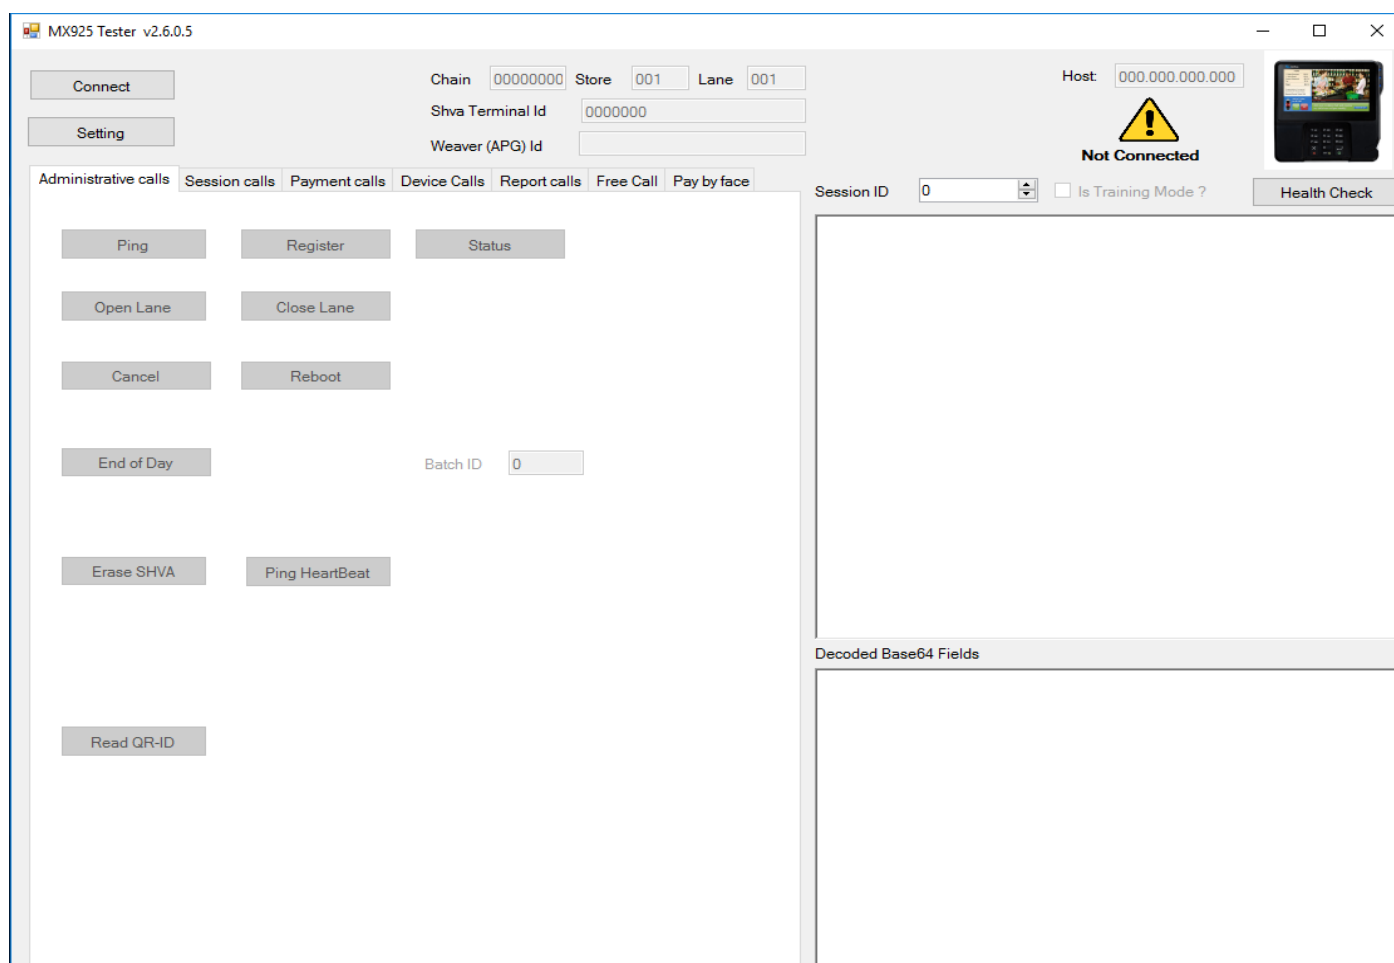 MX925 Tester v2.6.0.5
Connect
Setting
Chain 00000000 Store 001 Lane 001
Shva Terminal Id 0000000
Weaver (APG) Id
Host: 000.000.000.000
Not Connected
Administrative calls Session calls Payment calls Device Calls Report calls Free Call Pay by face
Session ID 0 Is Training Mode ? Health Check
Ping Register Status
Open Lane Close Lane
Cancel Reboot
End of Day Batch ID 0
Erase SHVA Ping HeartBeat
Decoded Base64 Fields
Read QR-ID